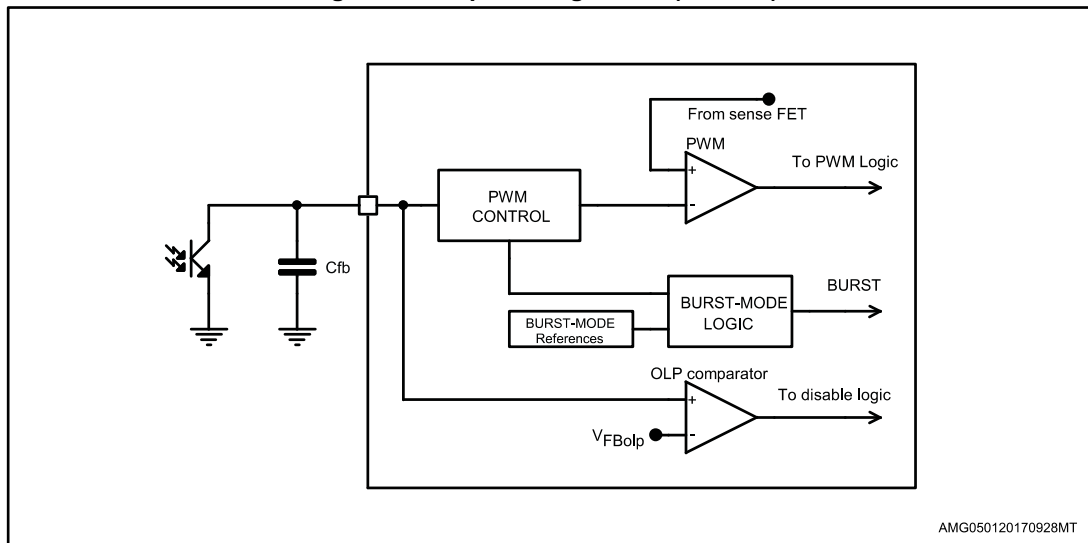 From sense FET
PWM
+
-
To PWM Logic
PWM
CONTROL
Cfb
BURST
BURST-MODE
LOGIC
BURST-MODE
References
OLP comparator
+
-
To disable logic
VFBolp
AMG050120170928MT